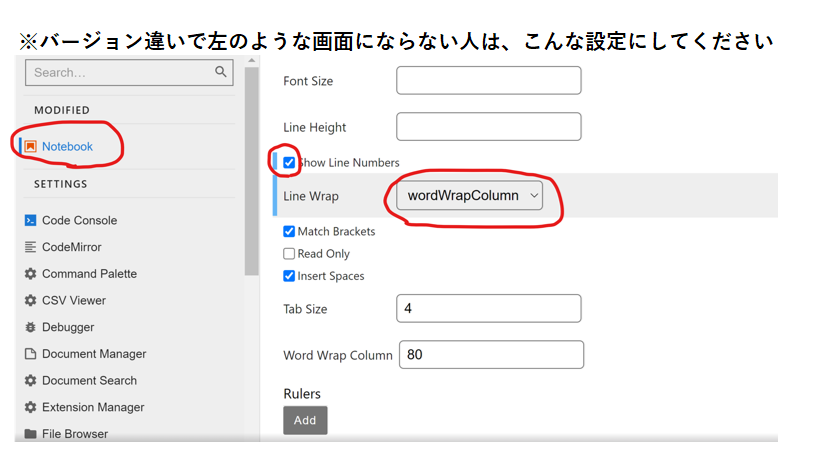 ※バージョン違いで左のような画面にならない人は、こんな設定にしてください
Search…
MODIFIED
Notebook
SETTINGS
Code Console
CodeMirror
Command Palette
CSV Viewer
Debugger
Document Manager
Document Search
Extension Manager
File Browser
Font Size
Line Height
Show Line Numbers
Line Wrap wordWrapColumn
Match Brackets
Read Only
Insert Spaces
Tab Size 4
Word Wrap Column 80
Rulers
Add